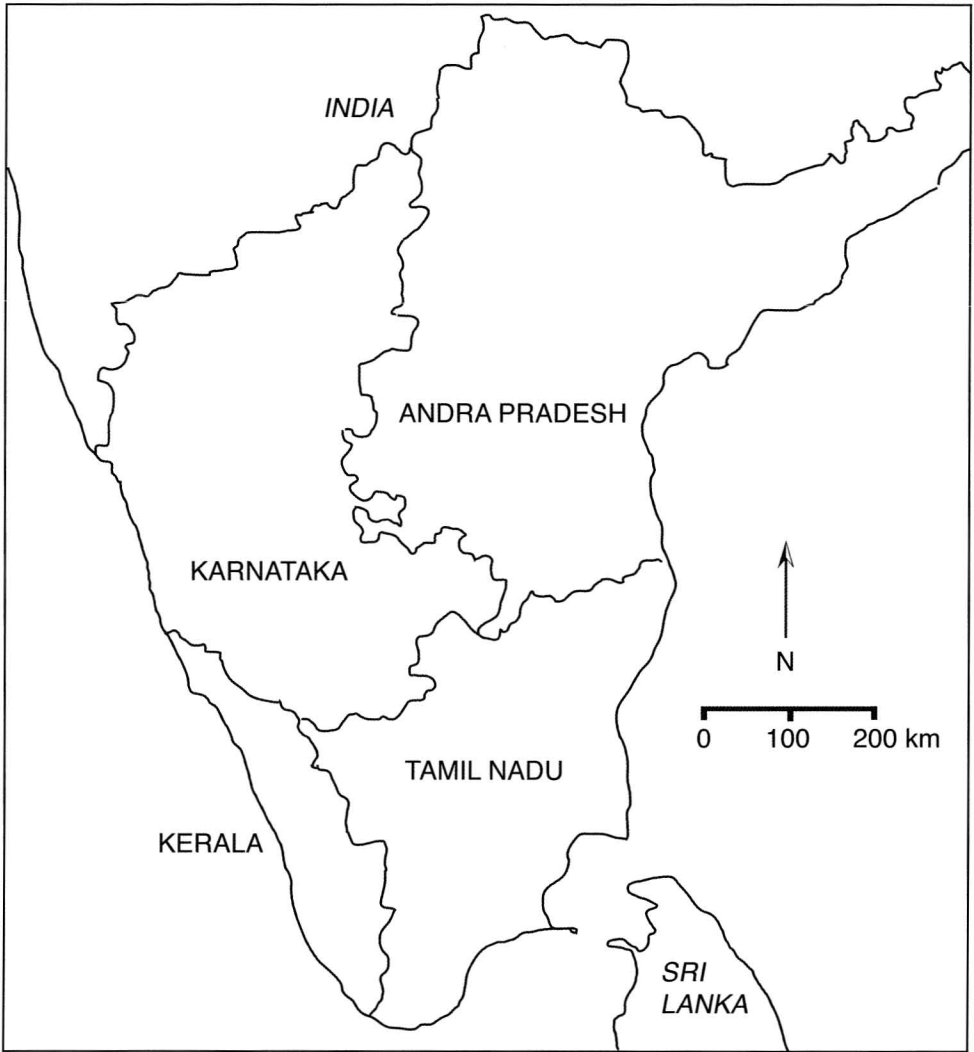 INDIA
ANDRA PRADESH
KARNATAKA
N
0 100 200 km
TAMIL NADU
KERALA
SRI
LANKA